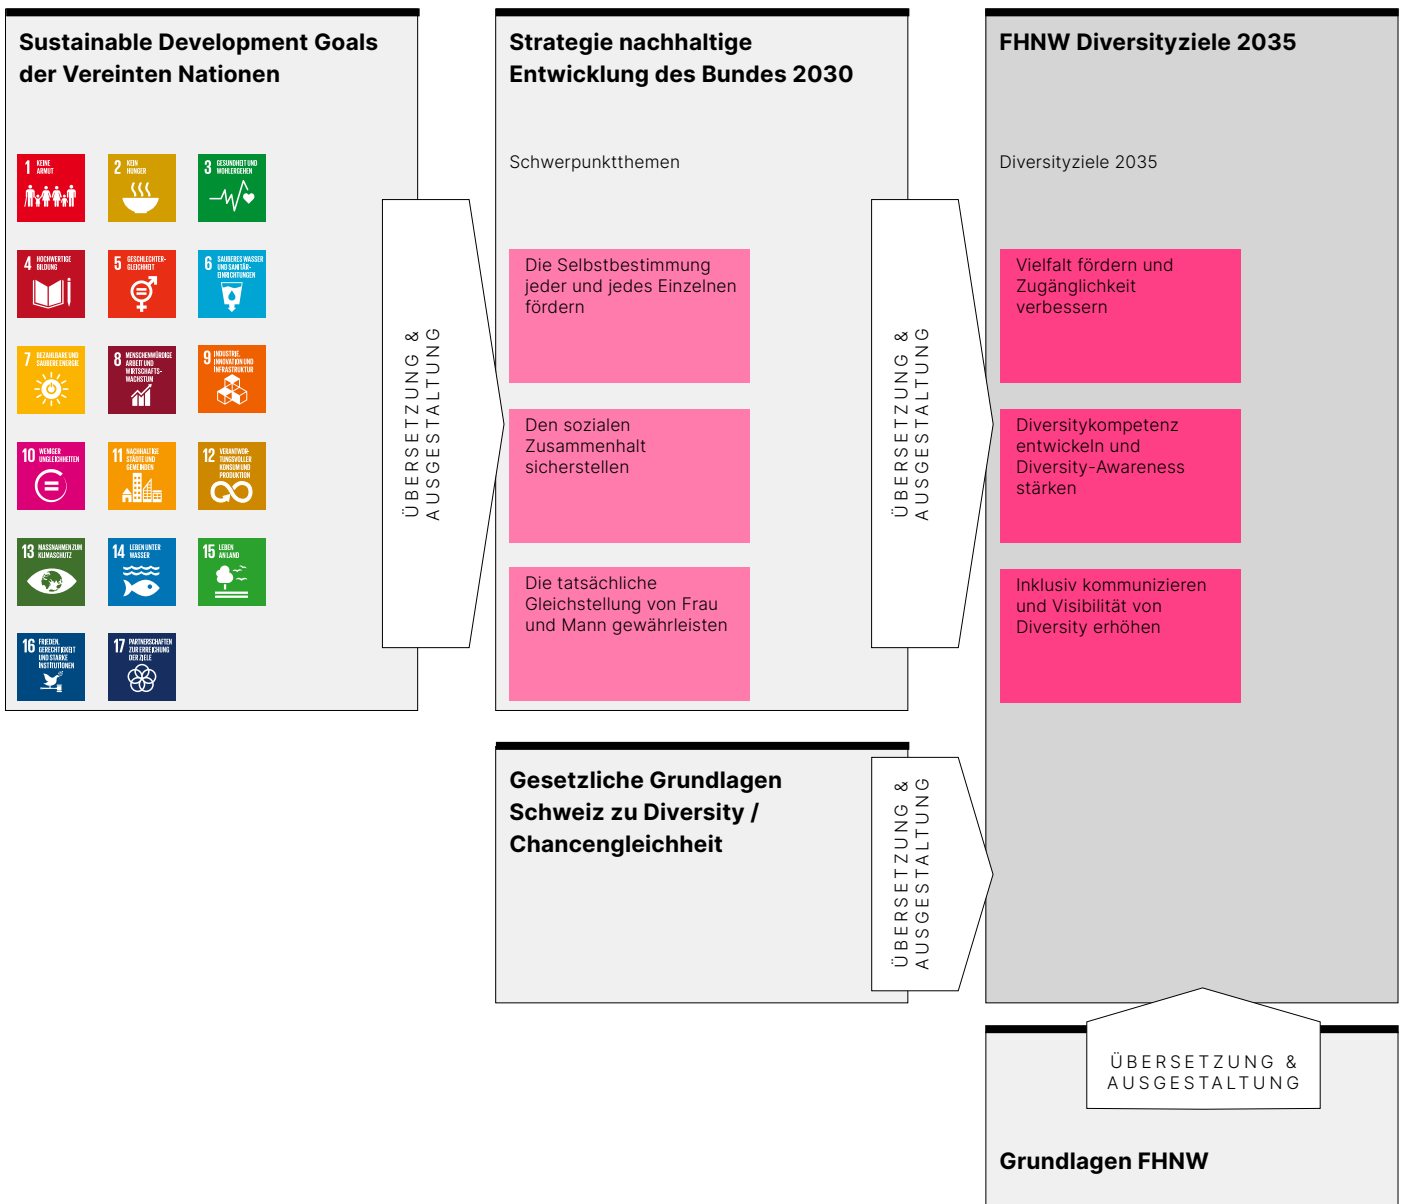 Sustainable Development Goals
der Vereinten Nationen
1 KEINE
ARMUT
2 KEIN
HUNGER
3 GESUNDHEIT UND
WOHLERGEHEN
4 HOCHWERTIGE
BILDUNG
5 GESCHLECHTER-
GLEICHHEIT
6 SAUBERES WASSER
UND SANITÄR-
EINRICHTUNGEN
7 BEZAHLBARE UND
SAUBERE ENERGIE
8 MENSCHENWÜRDIGE
ARBEIT UND
WIRTSCHAFTS-
WACHSTUM
9 INDUSTRIE,
INNOVATION UND
INFRASTRUKTUR
10 WENIGER
UNGLEICHHEITEN
11 NACHHALTIGE
STÄDTE UND
GEMEINDEN
12 VERANTWOR-
TUNGSVOLLER
KONSUM UND
PRODUKTION
13 MASSNAHMEN ZUM
KLIMASCHUTZ
14 LEBEN UNTER
WASSER
15 LEBEN
AN LAND
16 FRIEDEN,
GERECHTIGKEIT
UND STARKE
INSTITUTIONEN
17 PARTNERSCHAFTEN
ZUR ERREICHUNG
DER ZIELE
ÜBERSETZUNG &
AUSGESTALTUNG
Strategie nachhaltige
Entwicklung des Bundes 2030
Schwerpunktthemen
Die Selbstbestimmung
jeder und jedes Einzelnen
fördern
Den sozialen
Zusammenhalt
sicherstellen
Die tatsächliche
Gleichstellung von Frau
und Mann gewährleisten
ÜBERSETZUNG &
AUSGESTALTUNG
FHNW Diversityziele 2035
Diversityziele 2035
Vielfalt fördern und
Zugänglichkeit
verbessern
Diversitykompetenz
entwickeln und
Diversity-Awareness
stärken
Inklusiv kommunizieren
und Visibilität von
Diversity erhöhen
Gesetzliche Grundlagen
Schweiz zu Diversity /
Chancengleichheit
ÜBERSETZUNG &
AUSGESTALTUNG
ÜBERSETZUNG &
AUSGESTALTUNG
Grundlagen FHNW